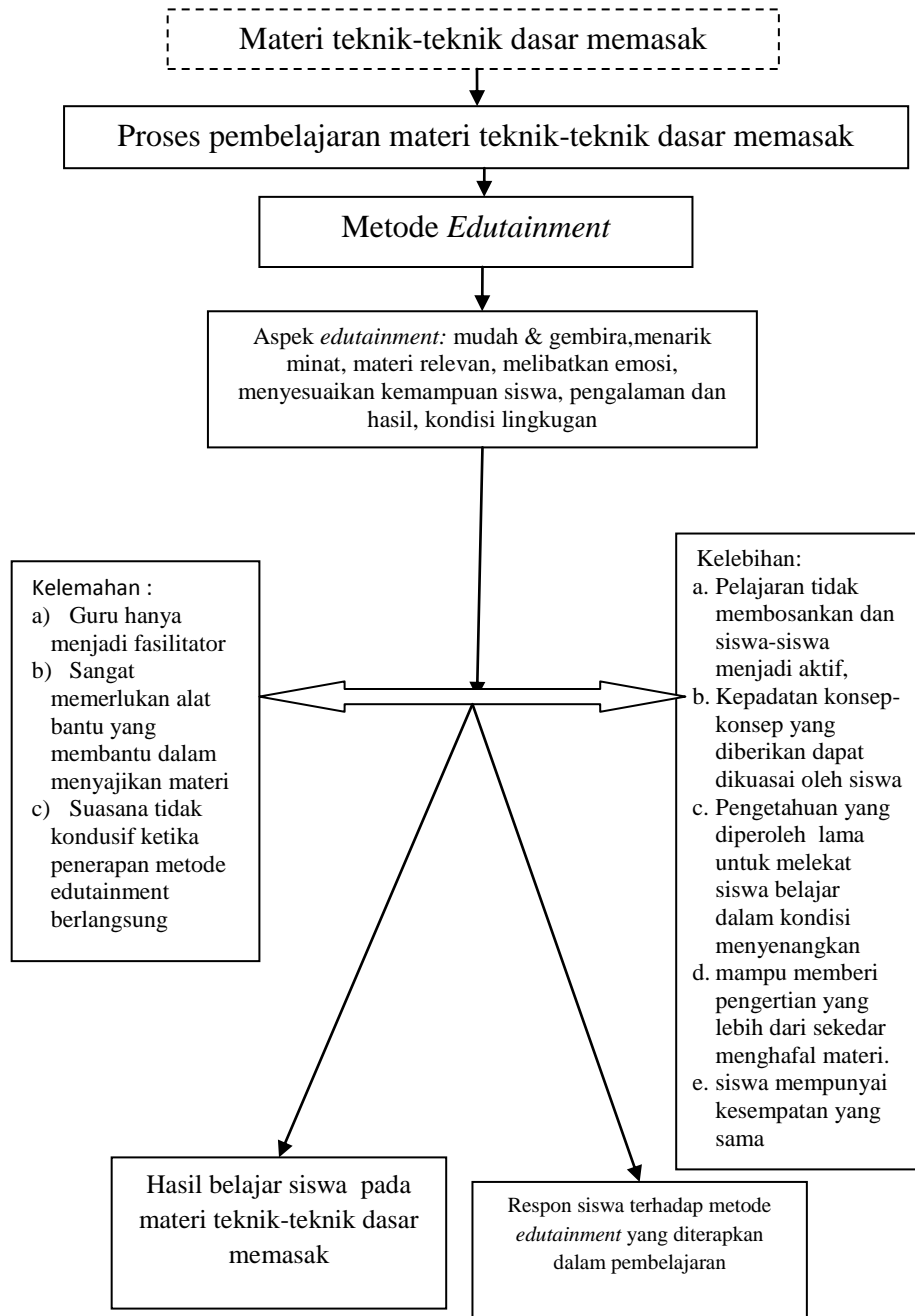 Materi teknik-teknik dasar memasak
Proses pembelajaran materi teknik-teknik dasar memasak
Metode Edutainment
Aspek edutainment: mudah & gembira,menarik
minat, materi relevan, melibatkan emosi,
menyesuaikan kemampuan siswa, pengalaman dan
hasil, kondisi lingkugan
Kelemahan :
a) Guru hanya
menjadi fasilitator
b) Sangat
memerlukan alat
bantu yang
membantu dalam
menyajikan materi
c) Suasana tidak
kondusif ketika
penerapan metode
edutainment
berlangsung
Kelebihan:
a. Pelajaran tidak
membosankan dan
siswa-siswa
menjadi aktif,
b. Kepadatan konsep-
konsep yang
diberikan dapat
dikuasai oleh siswa
c. Pengetahuan yang
diperoleh lama
untuk melekat
siswa belajar
dalam kondisi
menyenangkan
d. mampu memberi
pengertian yang
lebih dari sekedar
menghafal materi.
e. siswa mempunyai
kesempatan yang
sama
Hasil belajar siswa pada
materi teknik-teknik dasar
memasak
Respon siswa terhadap metode
edutainment yang diterapkan
dalam pembelajaran